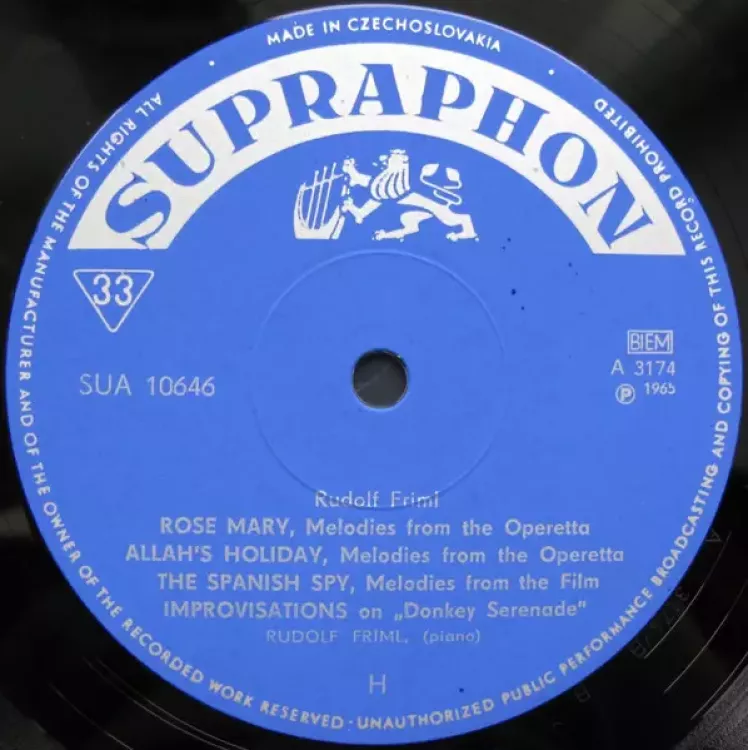 MADE IN CZECHOSLOVAKIA
SUPRAPHON
33
BIEM
SUA 10646
A 3174
Ⓟ 1965
Rudolf Friml
ROSE MARY, Melodies from the Operetta
ALLAH'S HOLIDAY, Melodies from the Operetta
THE SPANISH SPY, Melodies from the Film
IMPROVISATIONS on „Donkey Serenade"
RUDOLF FRIML, (piano)
H
ALL RIGHTS OF THE MANUFACTURER AND OF THE OWNER OF THE RECORDED WORK RESERVED · UNAUTHORIZED PUBLIC PERFORMANCE BROADCASTING AND COPYING OF THIS RECORD PROHIBITED